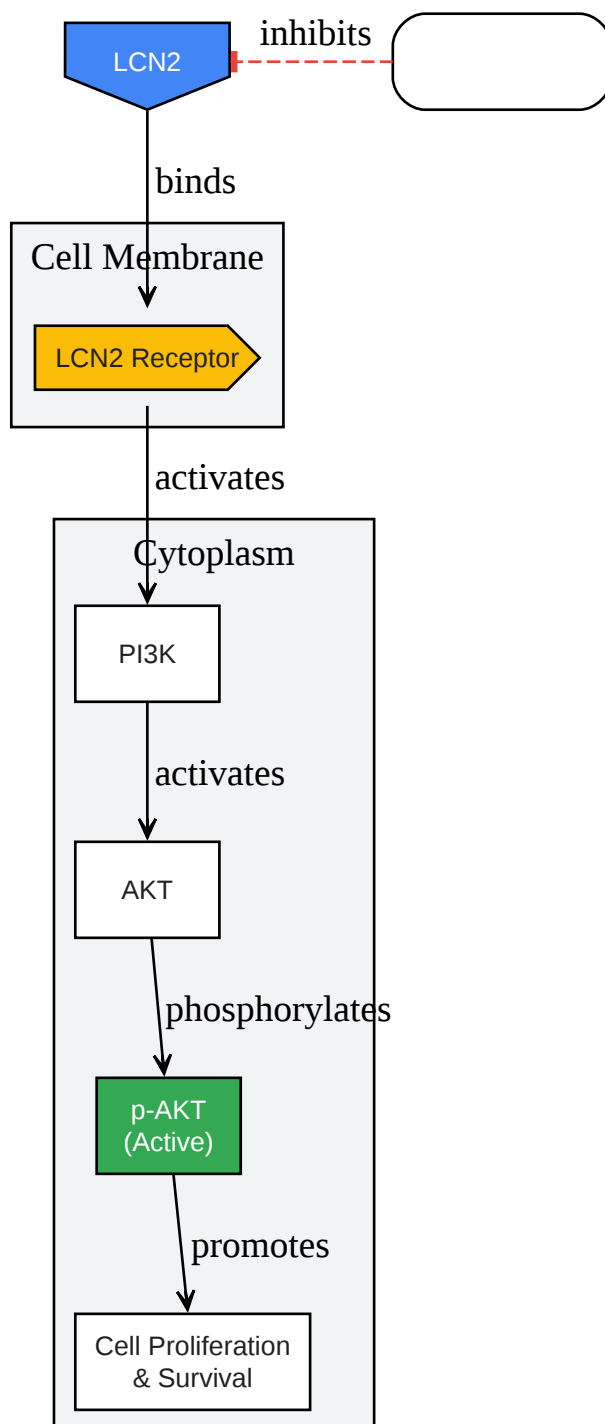 inhibits
LCN2
binds
Cell Membrane
LCN2 Receptor
activates
Cytoplasm
PI3K
activates
AKT
phosphorylates
p-AKT
(Active)
promotes
Cell Proliferation
& Survival